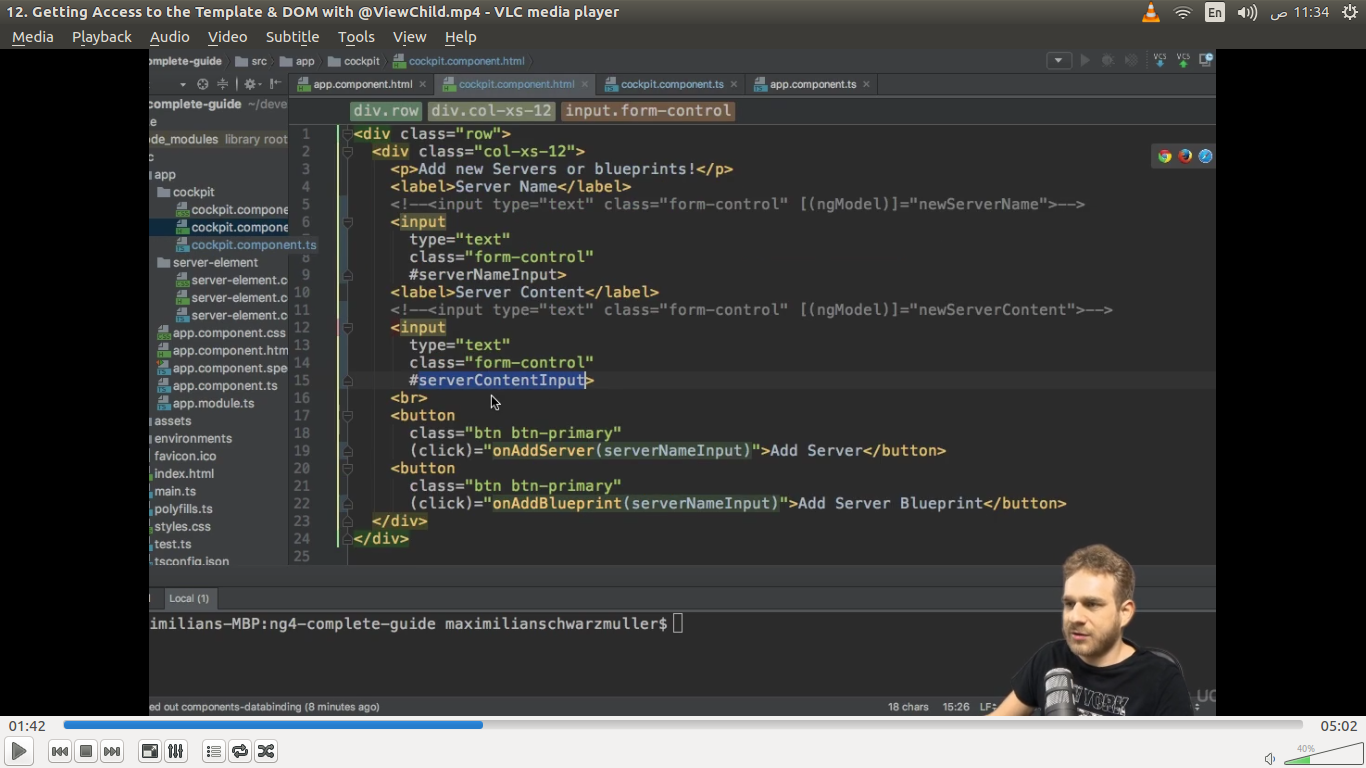 12. Getting Access to the Template & DOM with @ViewChild.mp4 - VLC media player
En
11:34 ص
Media Playback Audio Video Subtitle Tools View Help
omplete-guide src app cockpit cockpit.component.html
app.component.html cockpit.component.html cockpit.component.ts app.component.ts
complete-guide ~/deve
div.row div.col-xs-12 input.form-control
e
ode_modules library root
c
app
cockpit
cockpit.compone
cockpit.compone
cockpit.component.ts
server-element
server-element.c
server-element.c
server-element.c
app.component.css
app.component.htm
app.component.spe
app.component.ts
app.module.ts
assets
environments
favicon.ico
index.html
main.ts
polyfills.ts
styles.css
test.ts
tsconfig.json
1 <div class="row">
2 <div class="col-xs-12">
3 <p>Add new Servers or blueprints!</p>
4 <label>Server Name</label>
5 <!--<input type="text" class="form-control" [(ngModel)]="newServerName">-->
6 <input
7 type="text"
8 class="form-control"
9 #serverNameInput>
10 <label>Server Content</label>
11 <!--<input type="text" class="form-control" [(ngModel)]="newServerContent">-->
12 <input
13 type="text"
14 class="form-control"
15 #serverContentInput>
16 <br>
17 <button
18 class="btn btn-primary"
19 (click)="onAddServer(serverNameInput)">Add Server</button>
20 <button
21 class="btn btn-primary"
22 (click)="onAddBlueprint(serverNameInput)">Add Server Blueprint</button>
23 </div>
24 </div>
25
Local (1)
imilians-MBP:ng4-complete-guide maximilianschwarzmuller$
NEW YORK
ed out components-databinding (8 minutes ago)
18 chars 15:26 LF
01:42
05:02
40%